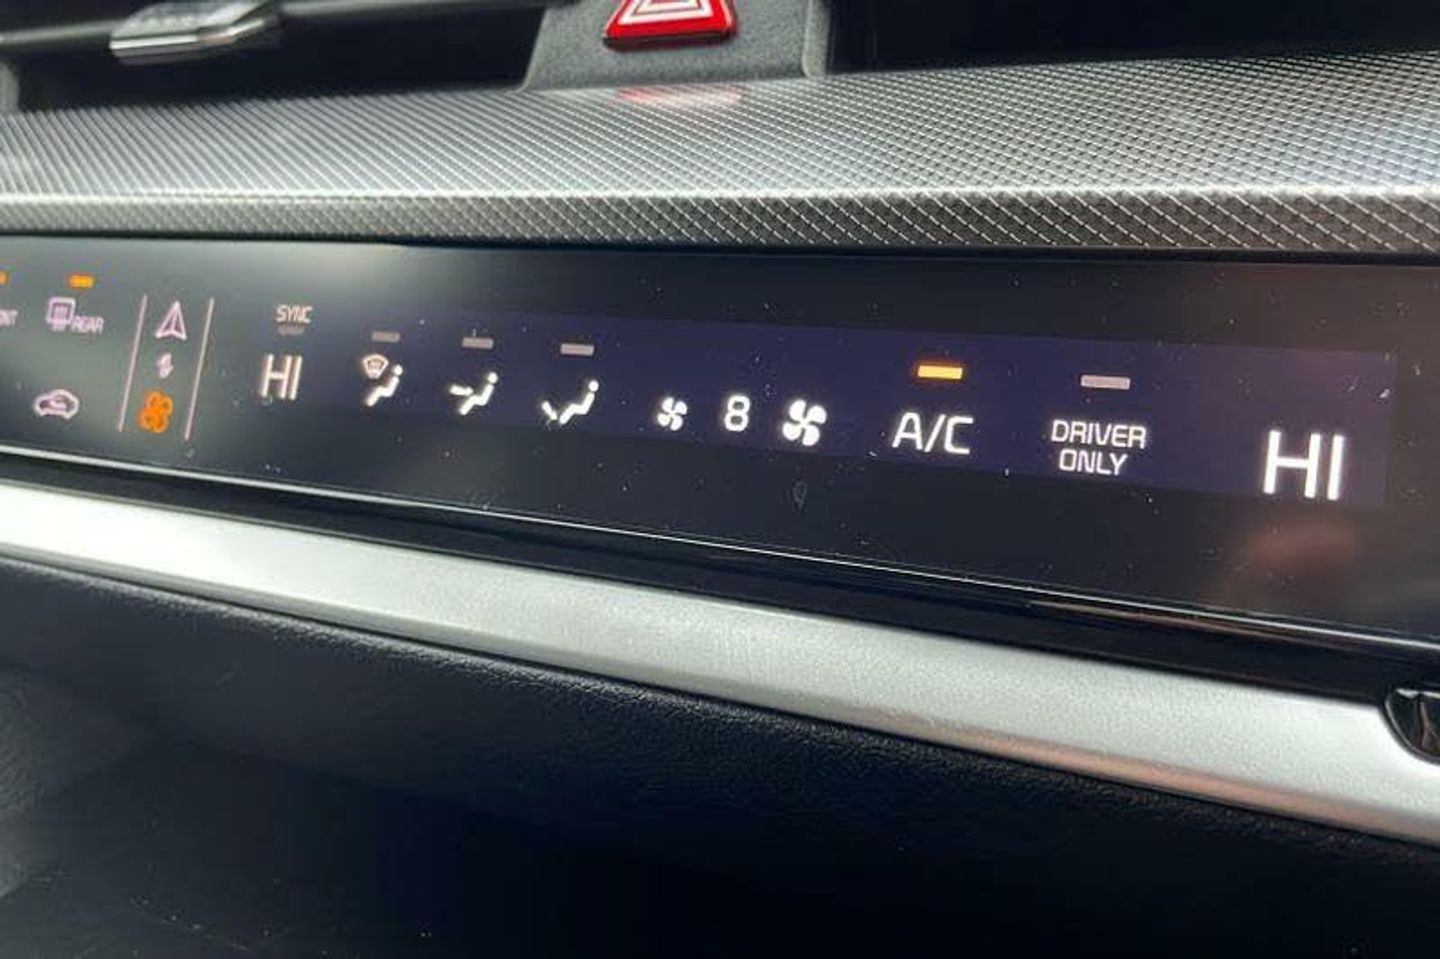 REAR
SYNC
HI
8
A/C
DRIVER
ONLY
HI